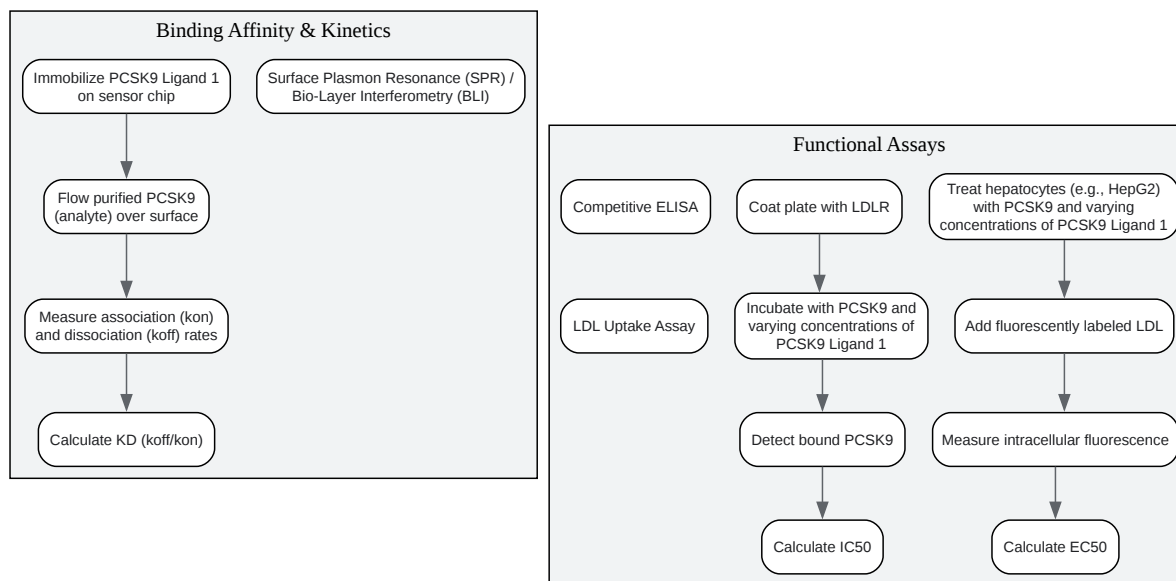 Binding Affinity & Kinetics
Immobilize PCSK9 Ligand 1
on sensor chip
Surface Plasmon Resonance (SPR) /
Bio-Layer Interferometry (BLI)
Flow purified PCSK9
(analyte) over surface
Measure association (kon)
and dissociation (koff) rates
Calculate KD (koff/kon)
Functional Assays
Competitive ELISA
LDL Uptake Assay
Coat plate with LDLR
Incubate with PCSK9 and
varying concentrations of
PCSK9 Ligand 1
Detect bound PCSK9
Calculate IC50
Treat hepatocytes (e.g., HepG2)
with PCSK9 and varying
concentrations of PCSK9 Ligand 1
Add fluorescently labeled LDL
Measure intracellular fluorescence
Calculate EC50